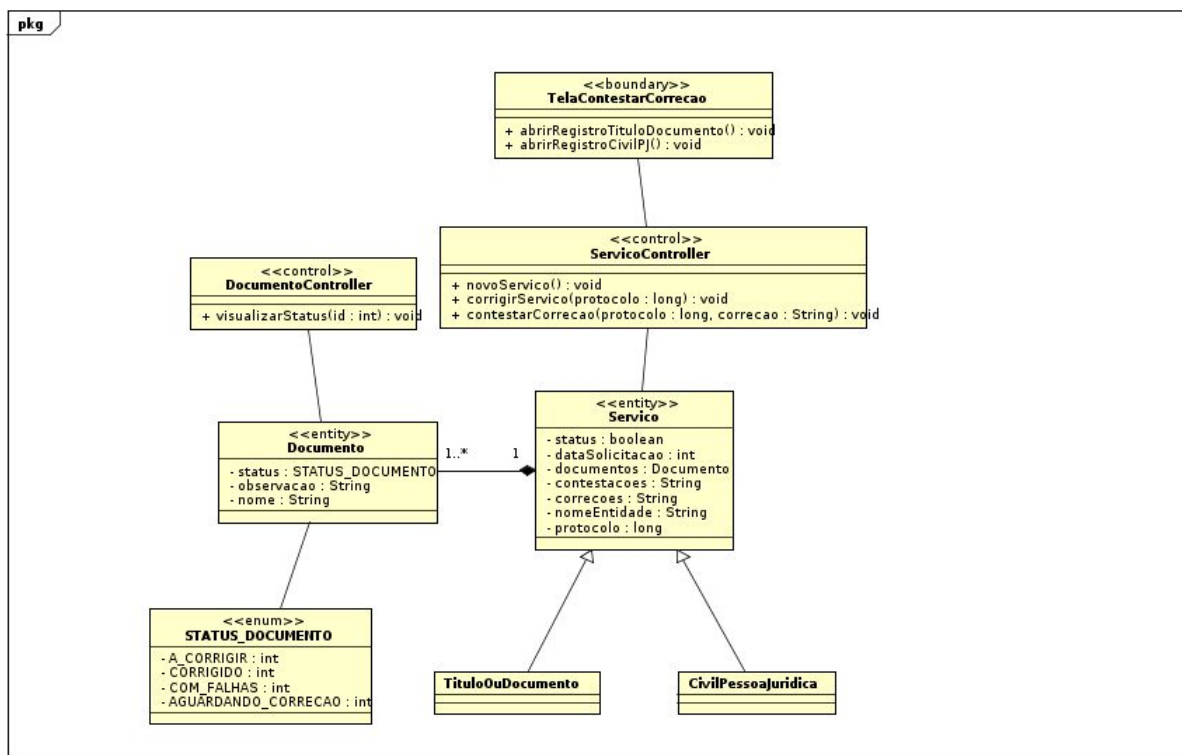 pkg
<<boundary>>
TelaContestarCorrecao
+ abrirRegistroTituloDocumento() : void
+ abrirRegistroCivilPJ() : void
<<control>>
ServicoController
+ novoServico() : void
+ corrigirServico(protocolo : long) : void
+ contestarCorrecao(protocolo : long, correcao : String) : void
<<control>>
DocumentoController
+ visualizarStatus(id : int) : void
<<entity>>
Documento
- status : STATUS_DOCUMENTO
- observacao : String
- nome : String
1..*
1
<<entity>>
Servico
- status : boolean
- dataSolicitacao : int
- documentos : Documento
- contestacoes : String
- correcoes : String
- nomeEntidade : String
- protocolo : long
<<enum>>
STATUS_DOCUMENTO
- A_CORRIGIR : int
- CORRIGIDO : int
- COM_FALHAS : int
- AGUARDANDO_CORRECAO : int
TituloOuDocumento
CivilPessoaJuridica